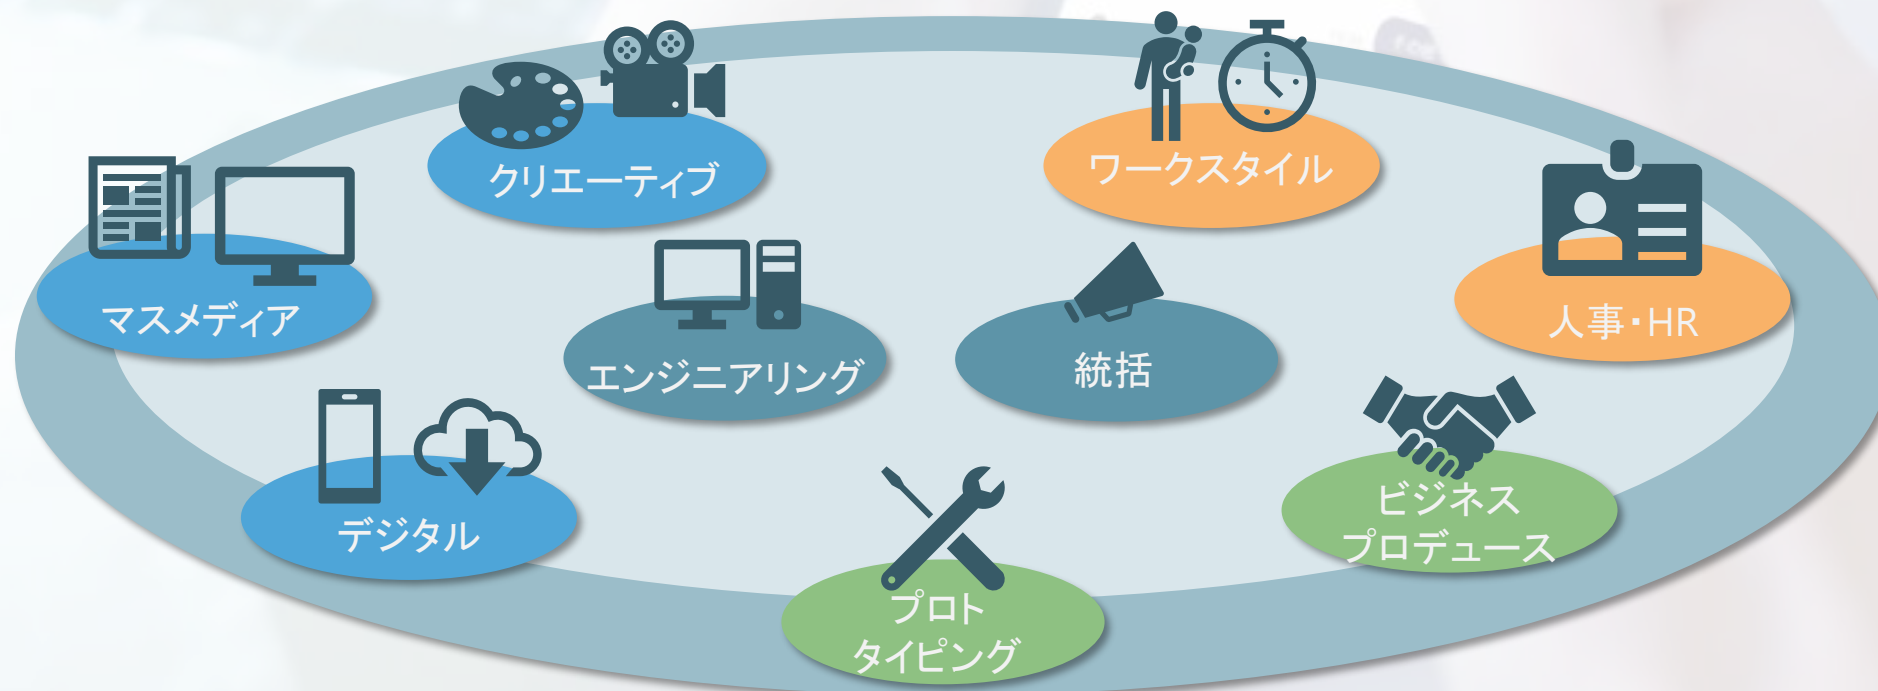 クリエーティブ
ワークスタイル
マスメディア
人事・HR
エンジニアリング
統括
デジタル
ビジネス
プロデュース
プロト
タイピング